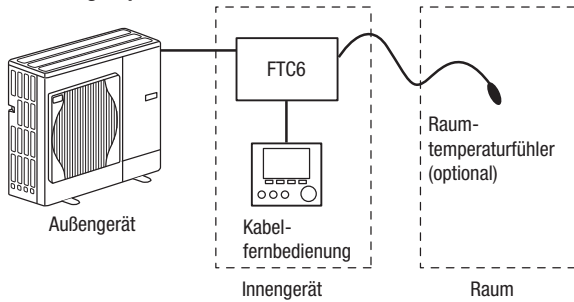 FTC6
Raum-
temperaturfühler
(optional)
Außengerät
Kabel-
fernbedienung
Innengerät
Raum